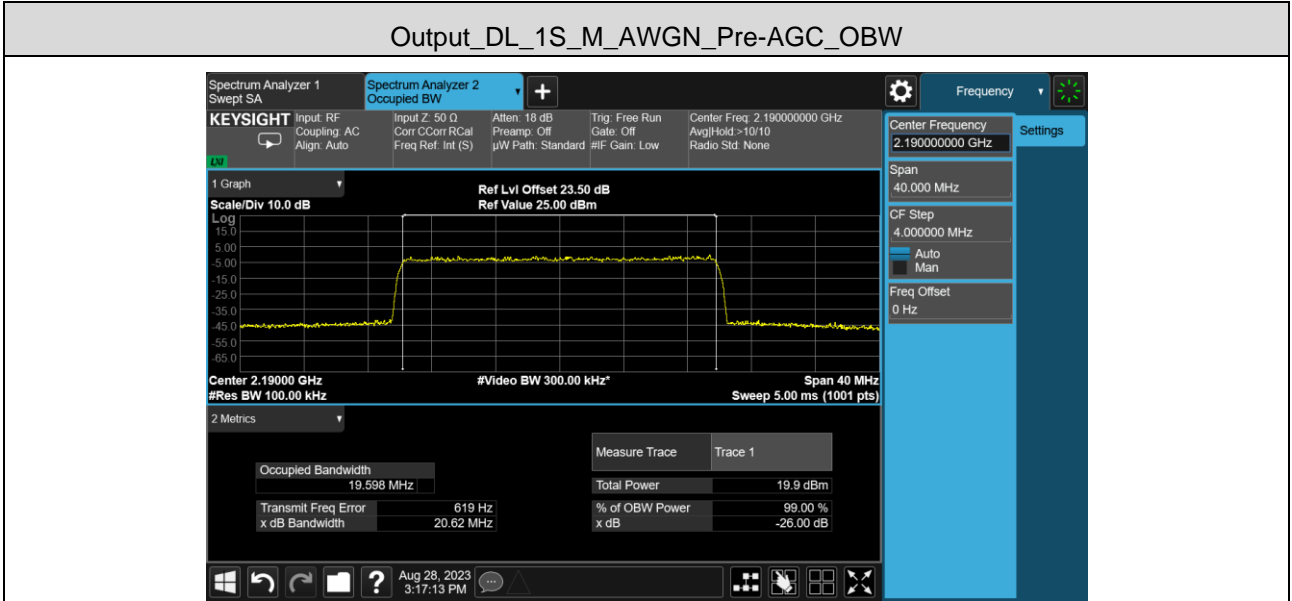 Output_DL_1S_M_AWGN_Pre-AGC_OBW
Spectrum Analyzer 1
Swept SA
Spectrum Analyzer 2
Occupied BW
Frequency
KEYSIGHT
LXI
Input: RF
Coupling: AC
Align: Auto
Input Z: 50 Ω
Corr CCorr RCal
Freq Ref: Int (S)
Atten: 18 dB
Preamp: Off
µW Path: Standard
Trig: Free Run
Gate: Off
#IF Gain: Low
Center Freq: 2.190000000 GHz
Avg|Hold:>10/10
Radio Std: None
Center Frequency
2.190000000 GHz
Settings
Span
40.000 MHz
CF Step
4.000000 MHz
Auto
Man
Freq Offset
0 Hz
1 Graph
Scale/Div 10.0 dB
Ref Lvl Offset 23.50 dB
Ref Value 25.00 dBm
Log
15.0
5.00
-5.00
-15.0
-25.0
-35.0
-45.0
-55.0
-65.0
Center 2.19000 GHz
#Res BW 100.00 kHz
#Video BW 300.00 kHz*
Span 40 MHz
Sweep 5.00 ms (1001 pts)
2 Metrics
Measure Trace Trace 1
Occupied Bandwidth
19.598 MHz
Total Power 19.9 dBm
Transmit Freq Error 619 Hz
% of OBW Power 99.00 %
x dB Bandwidth 20.62 MHz
x dB -26.00 dB
?
Aug 28, 2023
3:17:13 PM